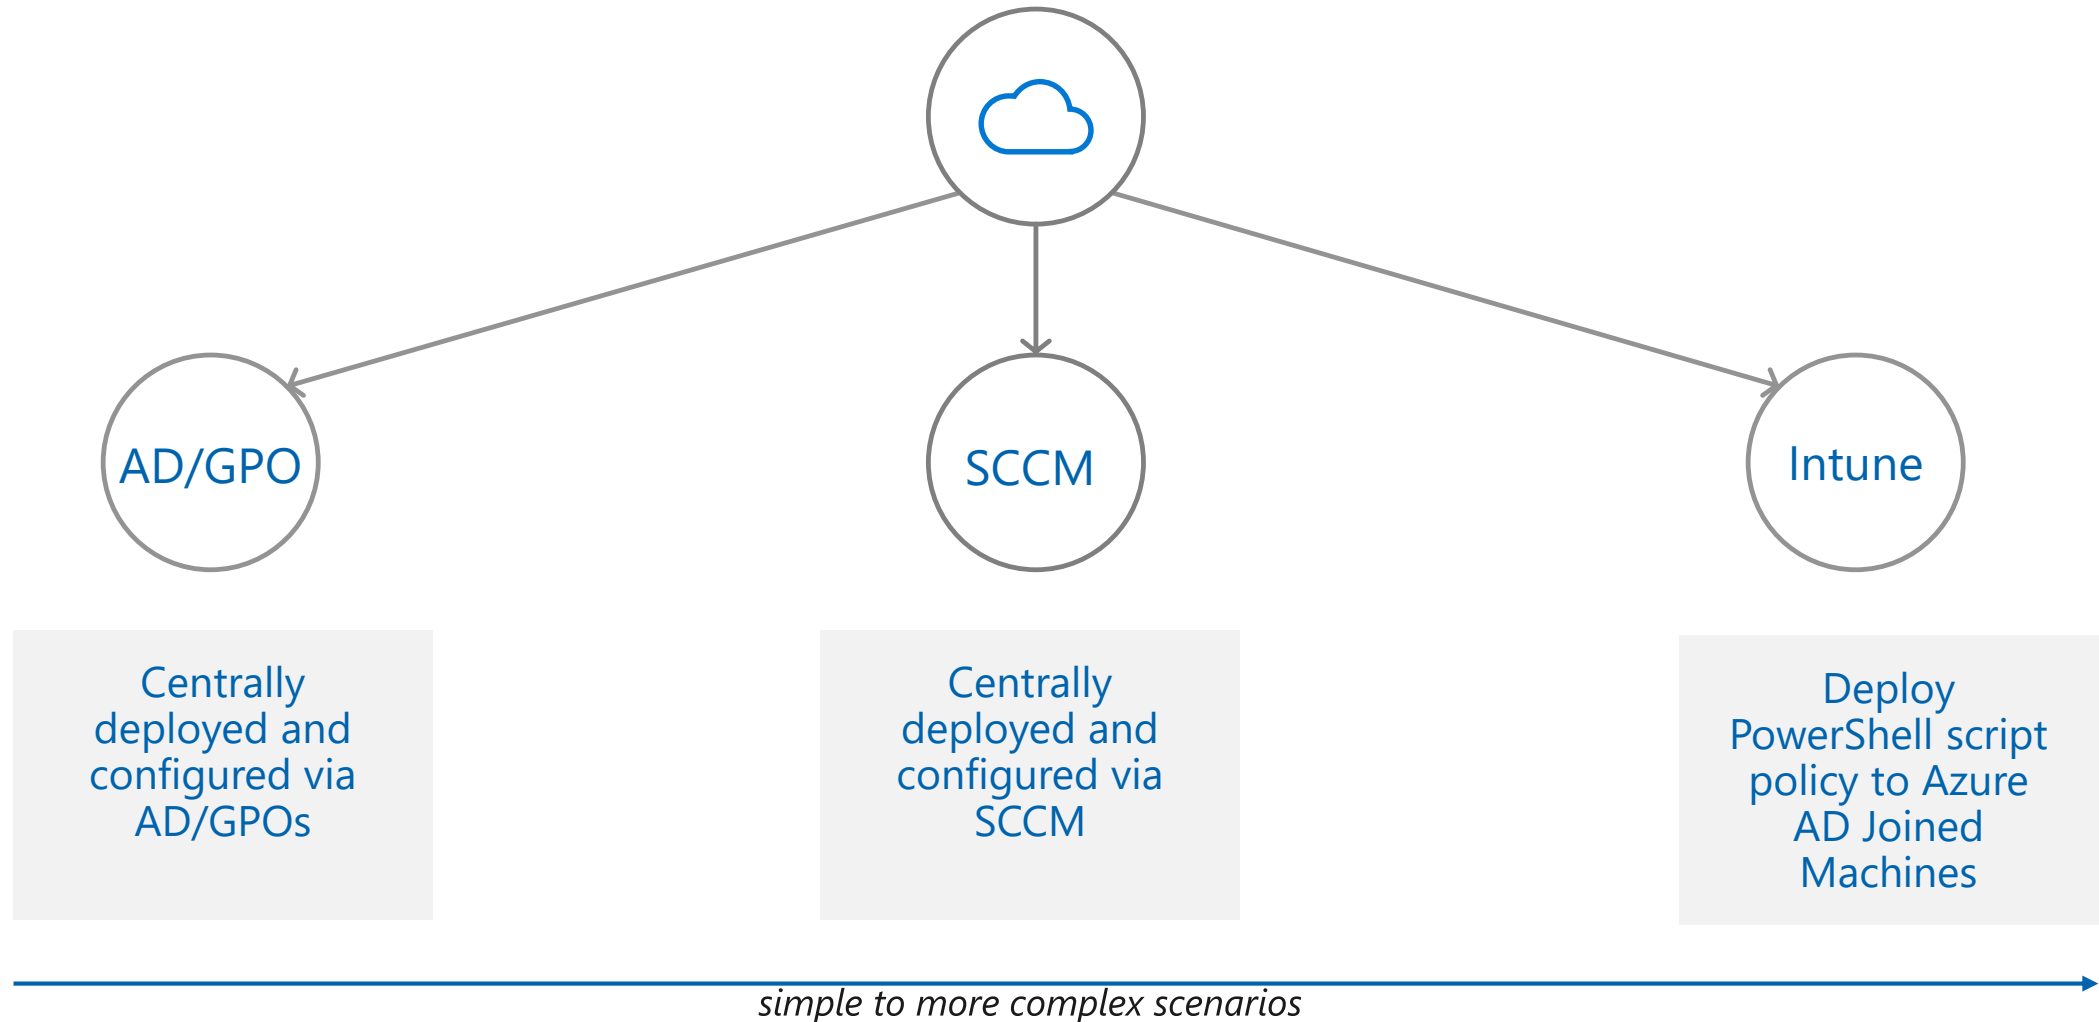 AD/GPO
SCCM
Intune
Centrally
deployed and
configured via
AD/GPOs
Centrally
deployed and
configured via
SCCM
Deploy
PowerShell script
policy to Azure
AD Joined
Machines
simple to more complex scenarios